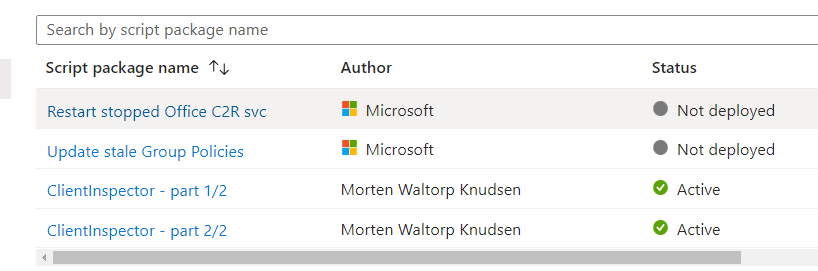 Search by script package name
Script package name ↑↓ Author Status
Restart stopped Office C2R svc Microsoft Not deployed
Update stale Group Policies Microsoft Not deployed
ClientInspector - part 1/2 Morten Waltorp Knudsen Active
ClientInspector - part 2/2 Morten Waltorp Knudsen Active